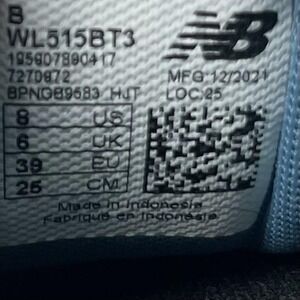 B
WL515BT3
NB
195907890417
7270972
MFG 12/2021
BPNGB9583 HJT
LOC:25
8 US
6 UK
39 EU
25 CM
Made in Indonesia
Fabriqué en Indonésie